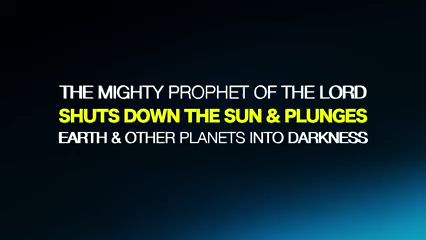 THE MIGHTY PROPHET OF THE LORD
SHUTS DOWN THE SUN & PLUNGES
EARTH & OTHER PLANETS INTO DARKNESS